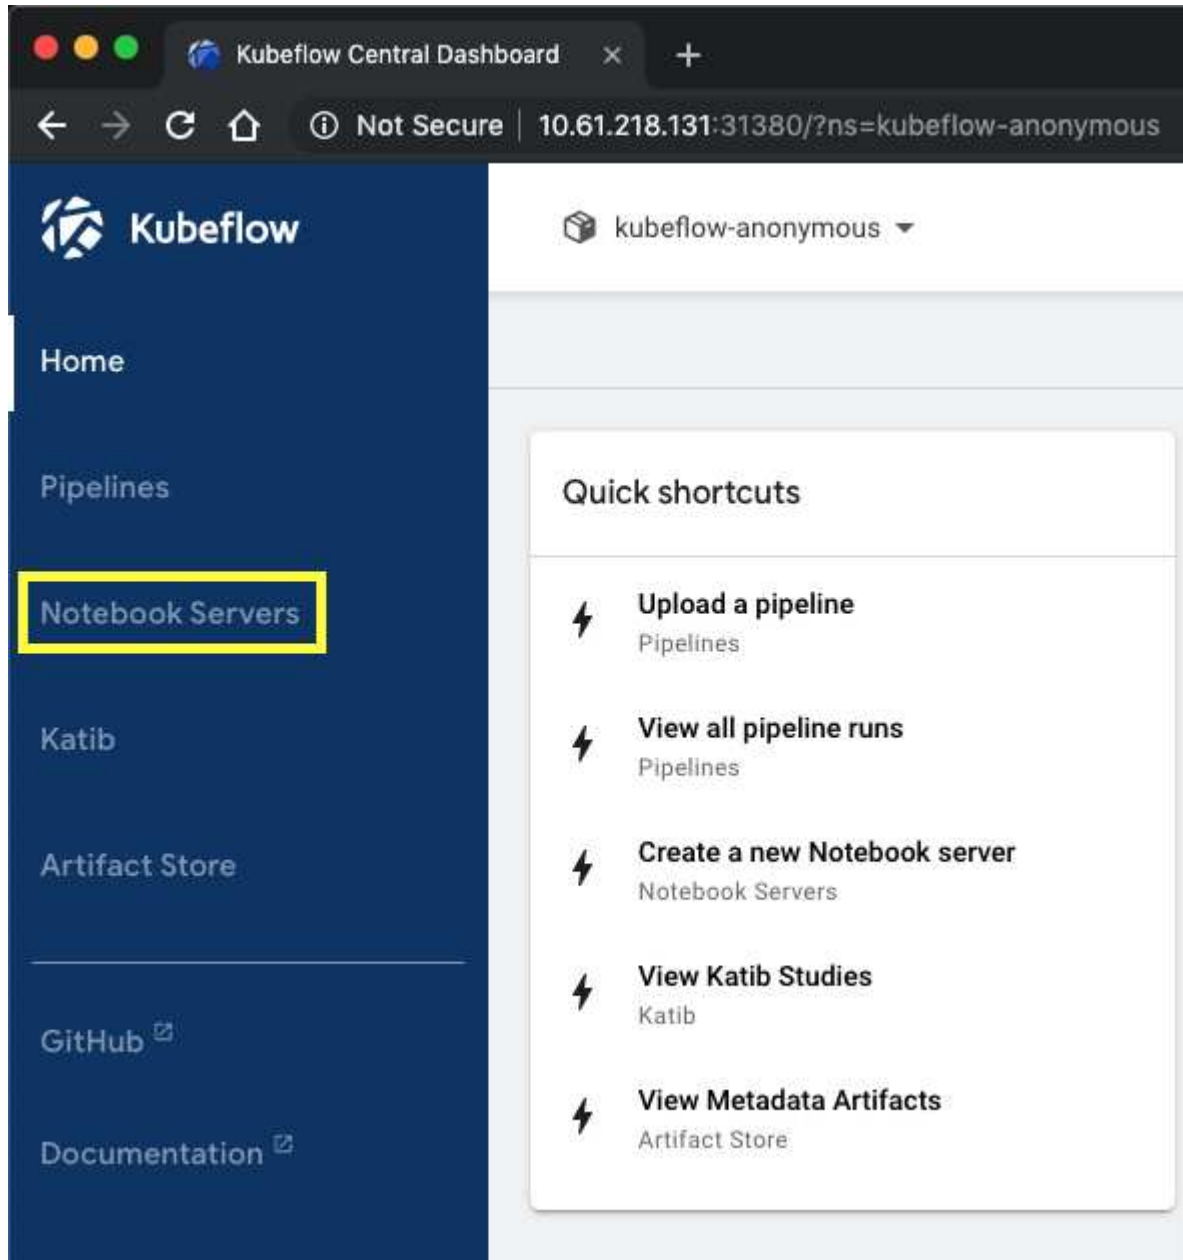 Kubeflow Central Dashboard
Not Secure | 10.61.218.131:31380/?ns=kubeflow-anonymous
Kubeflow
kubeflow-anonymous
Home
Pipelines
Notebook Servers
Katib
Artifact Store
GitHub
Documentation
Quick shortcuts
Upload a pipeline
Pipelines
View all pipeline runs
Pipelines
Create a new Notebook server
Notebook Servers
View Katib Studies
Katib
View Metadata Artifacts
Artifact Store